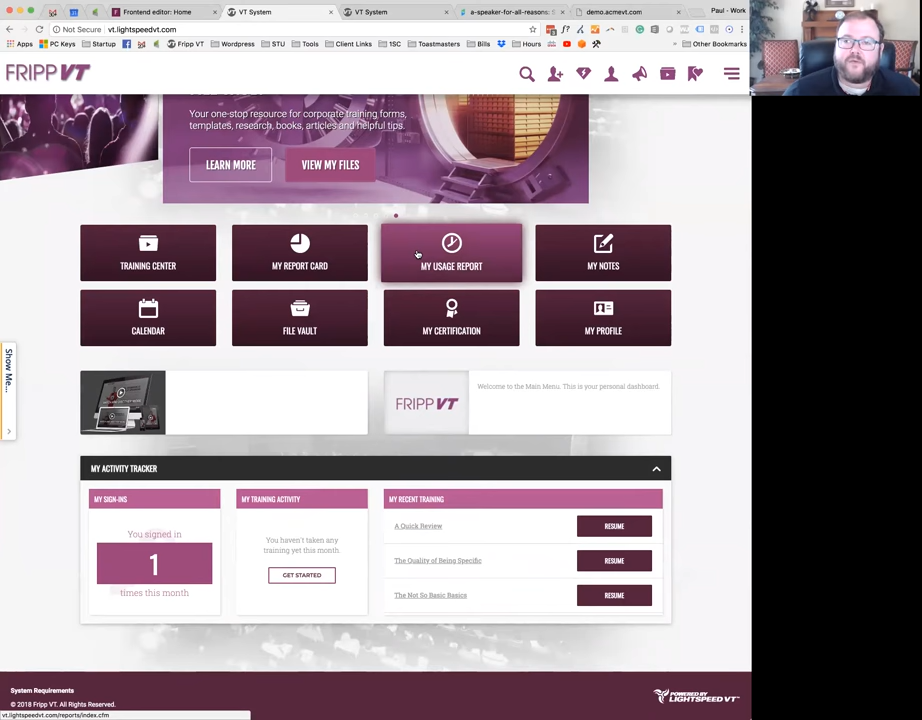 Frontend editor: Home
VT System
VT System
a-speaker-for-all-reasons: S
demo.acmevt.com
Paul - Work
Not Secure
vt.lightspeedvt.com
Apps
PC Keys
Startup
Fripp VT
Wordpress
STU
Tools
Client Links
1SC
Toastmasters
Bills
Hours
Other Bookmarks
FRIPP VT
Your one-stop resource for corporate training forms,
templates, research, books, articles and helpful tips.
LEARN MORE
VIEW MY FILES
TRAINING CENTER
MY REPORT CARD
MY USAGE REPORT
MY NOTES
CALENDAR
FILE VAULT
MY CERTIFICATION
MY PROFILE
Show Me...
FRIPP VT
Welcome to the Main Menu. This is your personal dashboard.
MY ACTIVITY TRACKER
MY SIGN-INS
MY TRAINING ACTIVITY
MY RECENT TRAINING
You signed in
1
times this month
You haven't taken any
training yet this month.
GET STARTED
A Quick Review
RESUME
The Quality of Being Specific
RESUME
The Not So Basic Basics
RESUME
System Requirements
© 2018 Fripp VT. All Rights Reserved.
POWERED BY
LIGHTSPEED VT
vt.lightspeedvt.com/reports/index.cfm